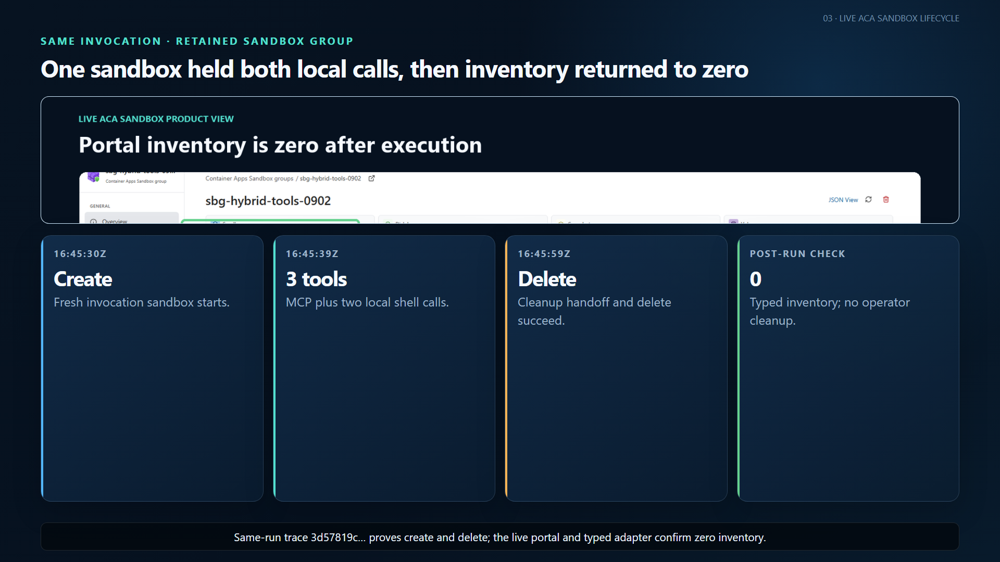 03 · LIVE ACA SANDBOX LIFECYCLE
SAME INVOCATION · RETAINED SANDBOX GROUP
One sandbox held both local calls, then inventory returned to zero
LIVE ACA SANDBOX PRODUCT VIEW
Portal inventory is zero after execution
Container Apps Sandbox group
Container Apps Sandbox groups / sbg-hybrid-tools-0902
sbg-hybrid-tools-0902
JSON View
GENERAL
Overview
16:45:30Z
Create
Fresh invocation sandbox starts.
16:45:39Z
3 tools
MCP plus two local shell calls.
16:45:59Z
Delete
Cleanup handoff and delete
succeed.
POST-RUN CHECK
0
Typed inventory; no operator
cleanup.
Same-run trace 3d57819c... proves create and delete; the live portal and typed adapter confirm zero inventory.